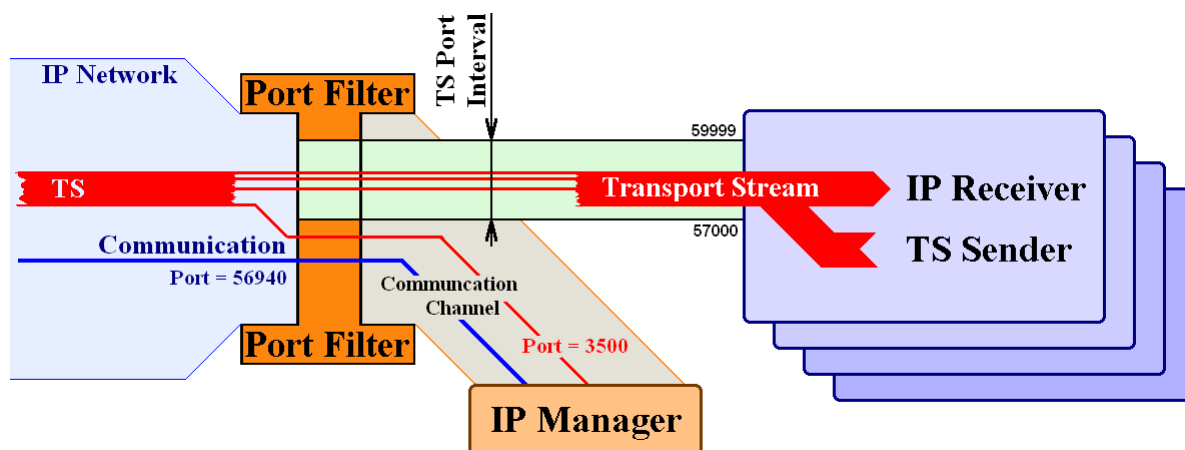 IP Network
Port Filter
TS Port
Interval
59999
TS
Transport Stream
IP Receiver
57000
Communication
TS Sender
Port = 56940
Communcation
Channel
Port Filter
Port = 3500
IP Manager